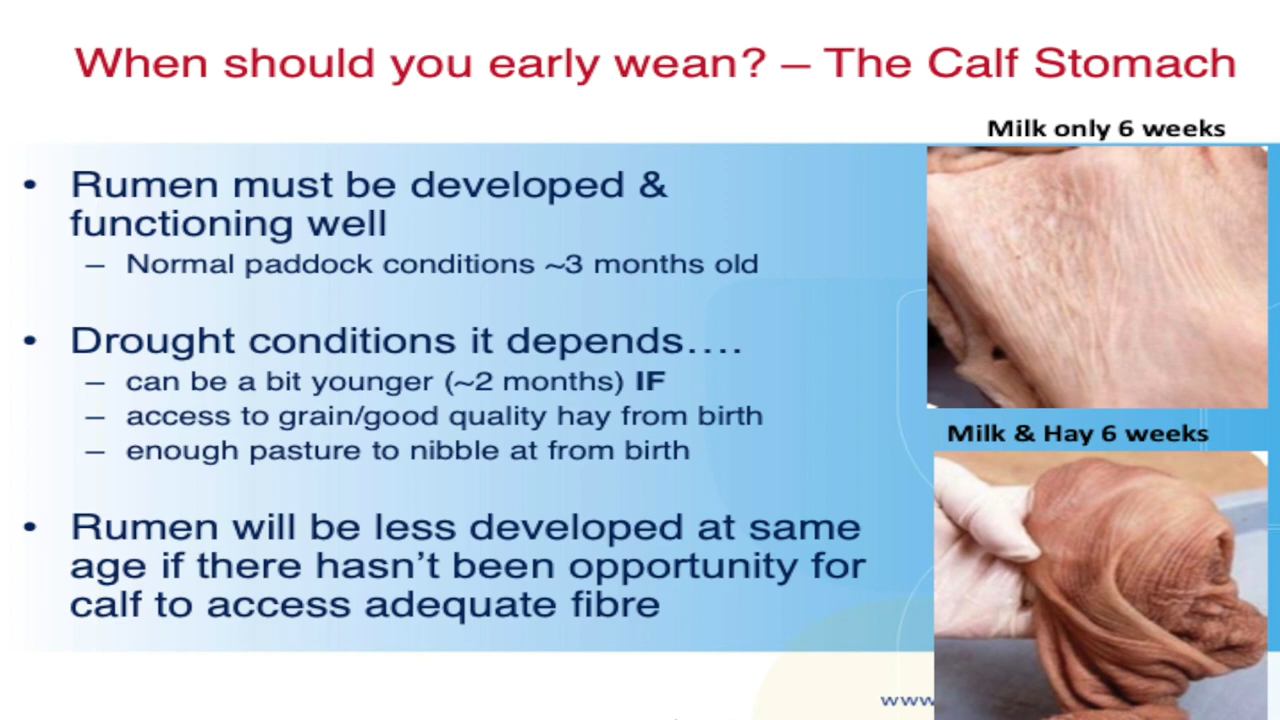 When should you early wean? – The Calf Stomach
Milk only 6 weeks
• Rumen must be developed &
functioning well
– Normal paddock conditions ~3 months old
• Drought conditions it depends….
– can be a bit younger (~2 months) IF
– access to grain/good quality hay from birth
– enough pasture to nibble at from birth
Milk & Hay 6 weeks
• Rumen will be less developed at same
age if there hasn't been opportunity for
calf to access adequate fibre
www